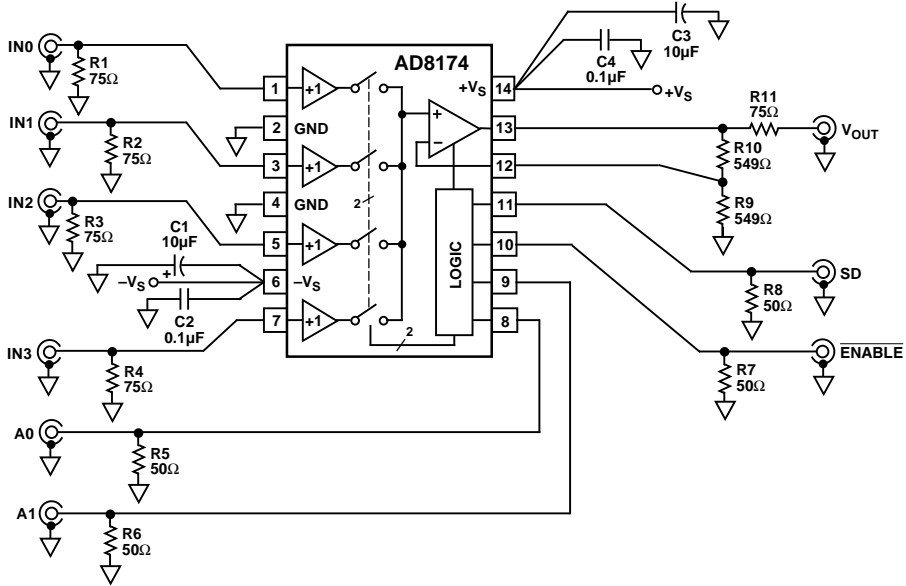 IN0
R1
75Ω
IN1
R2
75Ω
IN2
R3
75Ω
C1
10µF
+
–VS
C2
0.1µF
IN3
R4
75Ω
A0
R5
50Ω
A1
R6
50Ω
AD8174
1
+1
2
GND
3
+1
4
GND
2
5
+1
6
–VS
7
+1
2
+
–
LOGIC
+VS
14
13
12
11
10
9
8
C3
10µF
C4
0.1µF
+VS
R11
75Ω
VOUT
R10
549Ω
R9
549Ω
SD
R8
50Ω
ENABLE
R7
50Ω